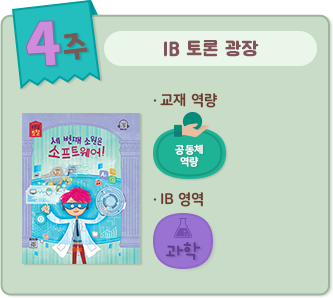 4주
IB 토론 광장
· 교재 역량
공동체
역량
세 번째 소원은
소프트웨어!
· IB 영역
과학